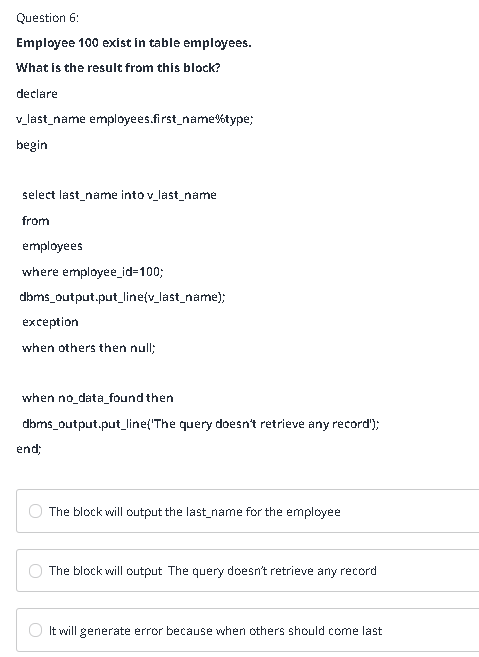 Question 6:
Employee 100 exist in table employees.
What is the result from this block?
declare
v_last_name employees.first_name%type;
begin
select last_name into v_last_name
from
employees
where employee_id=100;
dbms_output.put_line(v_last_name);
exception
when others then null;
when no_data_found then
dbms_output.put_line('The query doesn't retrieve any record');
end;
The block will output the last_name for the employee
The block will output The query doesn't retrieve any record
It will generate error because when others should come last